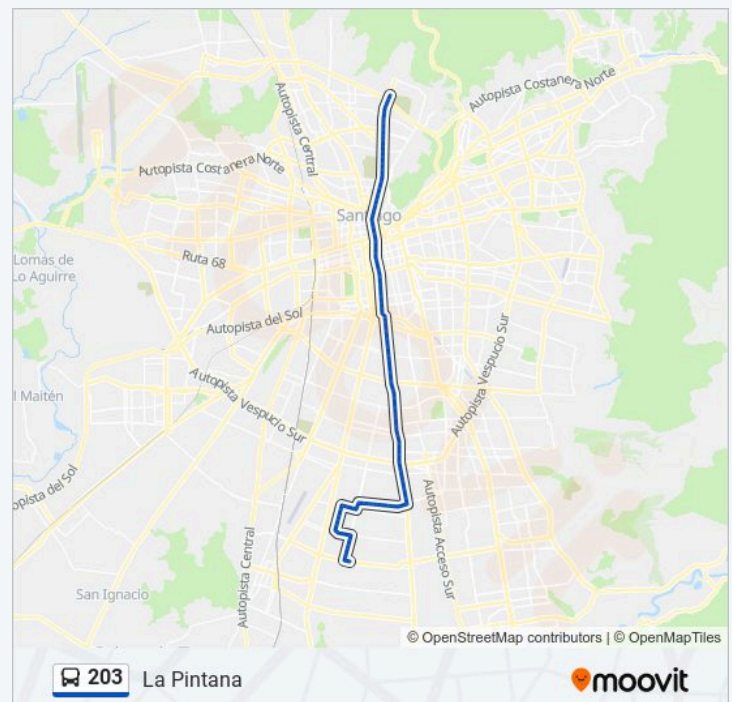 Autopista Costanera Norte
Autopista Central
Autopista Costanera Norte
Santiago
Lomas de
Lo Aguirre
Ruta 68
Autopista del Sol
Autopista Vespucio Sur
l Maitén
Autopista Vespucio Sur
opista del Sol
Autopista Acceso Sur
Autopista Central
San Ignacio
© OpenStreetMap contributors | © OpenMapTiles
203 La Pintana
moovit